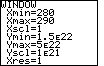 WINDOW
Xmin=280
Xmax=290
Xscl=1
Ymin=1.5E22
Ymax=5E22
Yscl=1E21
Xres=1